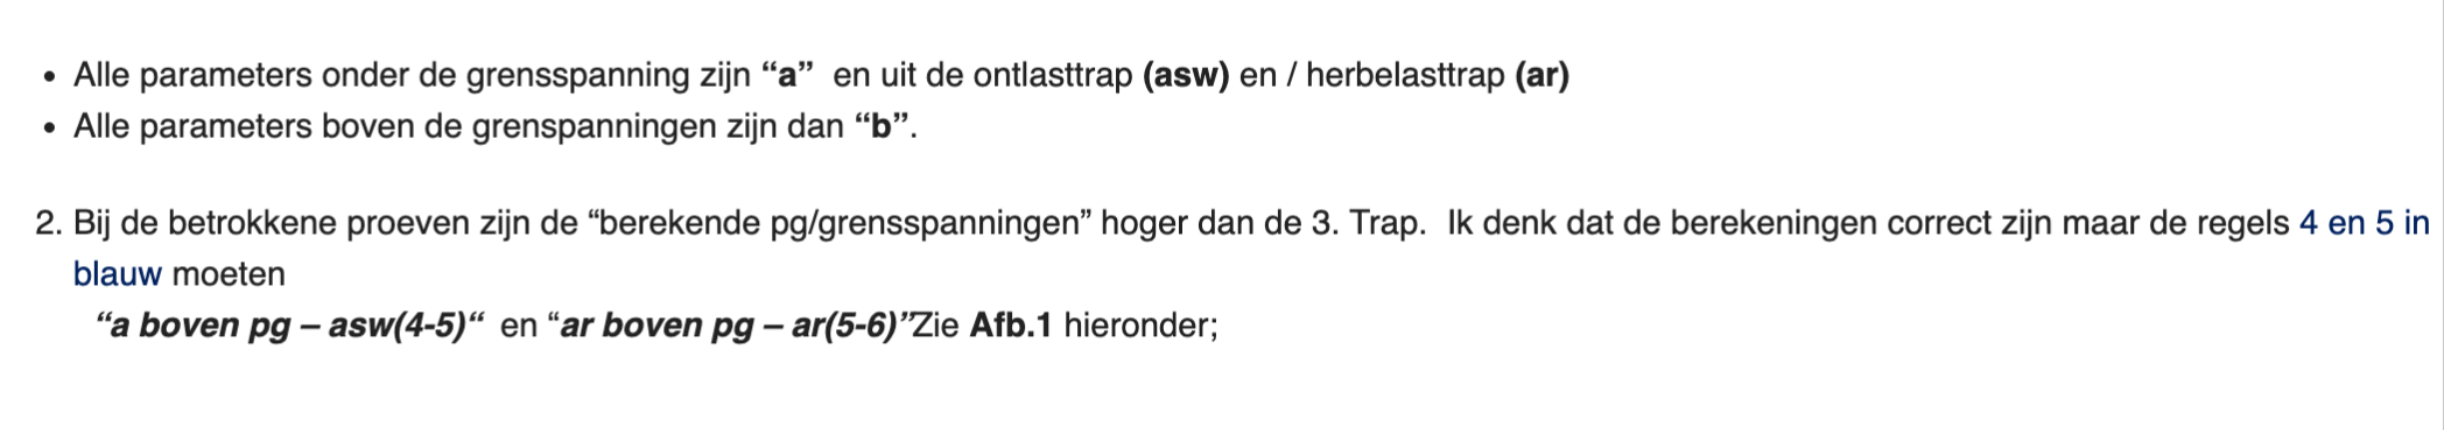 • Alle parameters onder de grensspanning zijn “a”  en uit de ontlasttrap (asw) en / herbelasttrap (ar)
• Alle parameters boven de grenspanningen zijn dan “b”.
2. Bij de betrokkene proeven zijn de “berekende pg/grensspanningen” hoger dan de 3. Trap.  Ik denk dat de berekeningen correct zijn maar de regels 4 en 5 in
blauw moeten
“a boven pg – asw(4-5)“  en “ar boven pg – ar(5-6)”Zie Afb.1 hieronder;